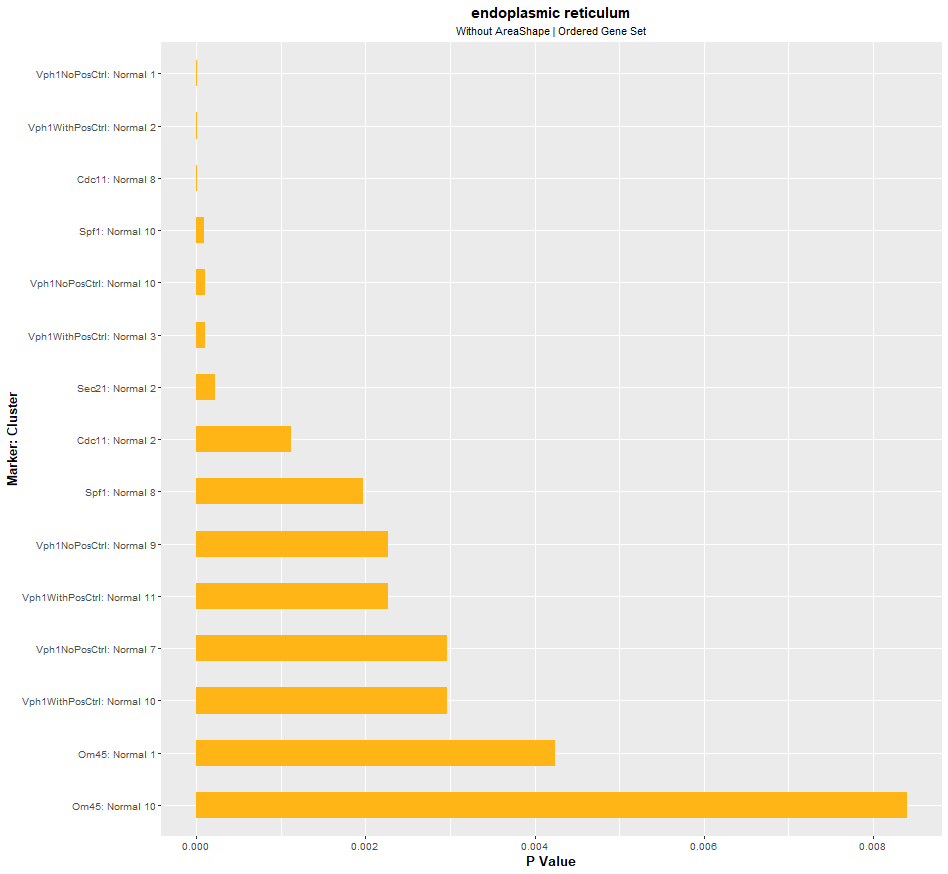 endoplasmic reticulum
Without AreaShape | Ordered Gene Set
Marker: Cluster
Vph1NoPosCtrl: Normal 1
Vph1WithPosCtrl: Normal 2
Cdc11: Normal 8
Spf1: Normal 10
Vph1NoPosCtrl: Normal 10
Vph1WithPosCtrl: Normal 3
Sec21: Normal 2
Cdc11: Normal 2
Spf1: Normal 8
Vph1NoPosCtrl: Normal 9
Vph1WithPosCtrl: Normal 11
Vph1NoPosCtrl: Normal 7
Vph1WithPosCtrl: Normal 10
Om45: Normal 1
Om45: Normal 10
0.000 0.002 0.004 0.006 0.008
P Value